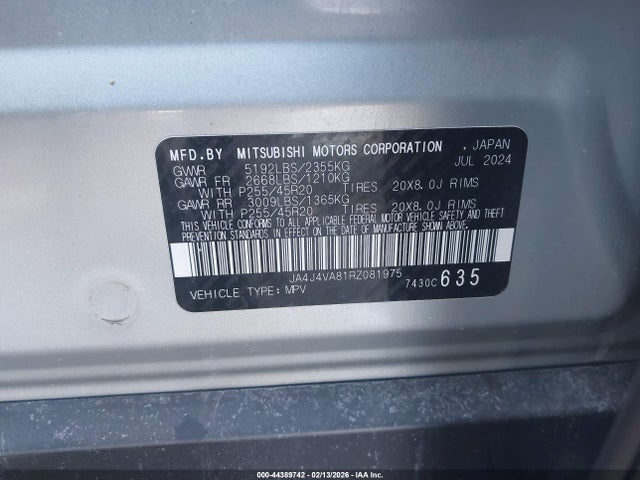 MFD.BY MITSUBISHI MOTORS CORPORATION , JAPAN
GVWR 5192LBS/2355KG JUL 2024
GAWR FR 2668LBS/1210KG
WITH P255/45R20 TIRES 20X8.0J RIMS
GAWR RR 3009LBS/1365KG
WITH P255/45R20 TIRES 20X8.0J RIMS
THIS VEHICLE CONFORMS TO ALL APPLICABLE FEDERAL MOTOR VEHICLE SAFETY AND THEFT
PREVENTION STANDARDS IN EFFECT ON THE DATE OF MANUFACTURE SHOWN ABOVE.
JA4J4VA81RZ081975
VEHICLE TYPE: MPV 7430C 635
000-44389742 - 02/13/2026 - IAA Inc.